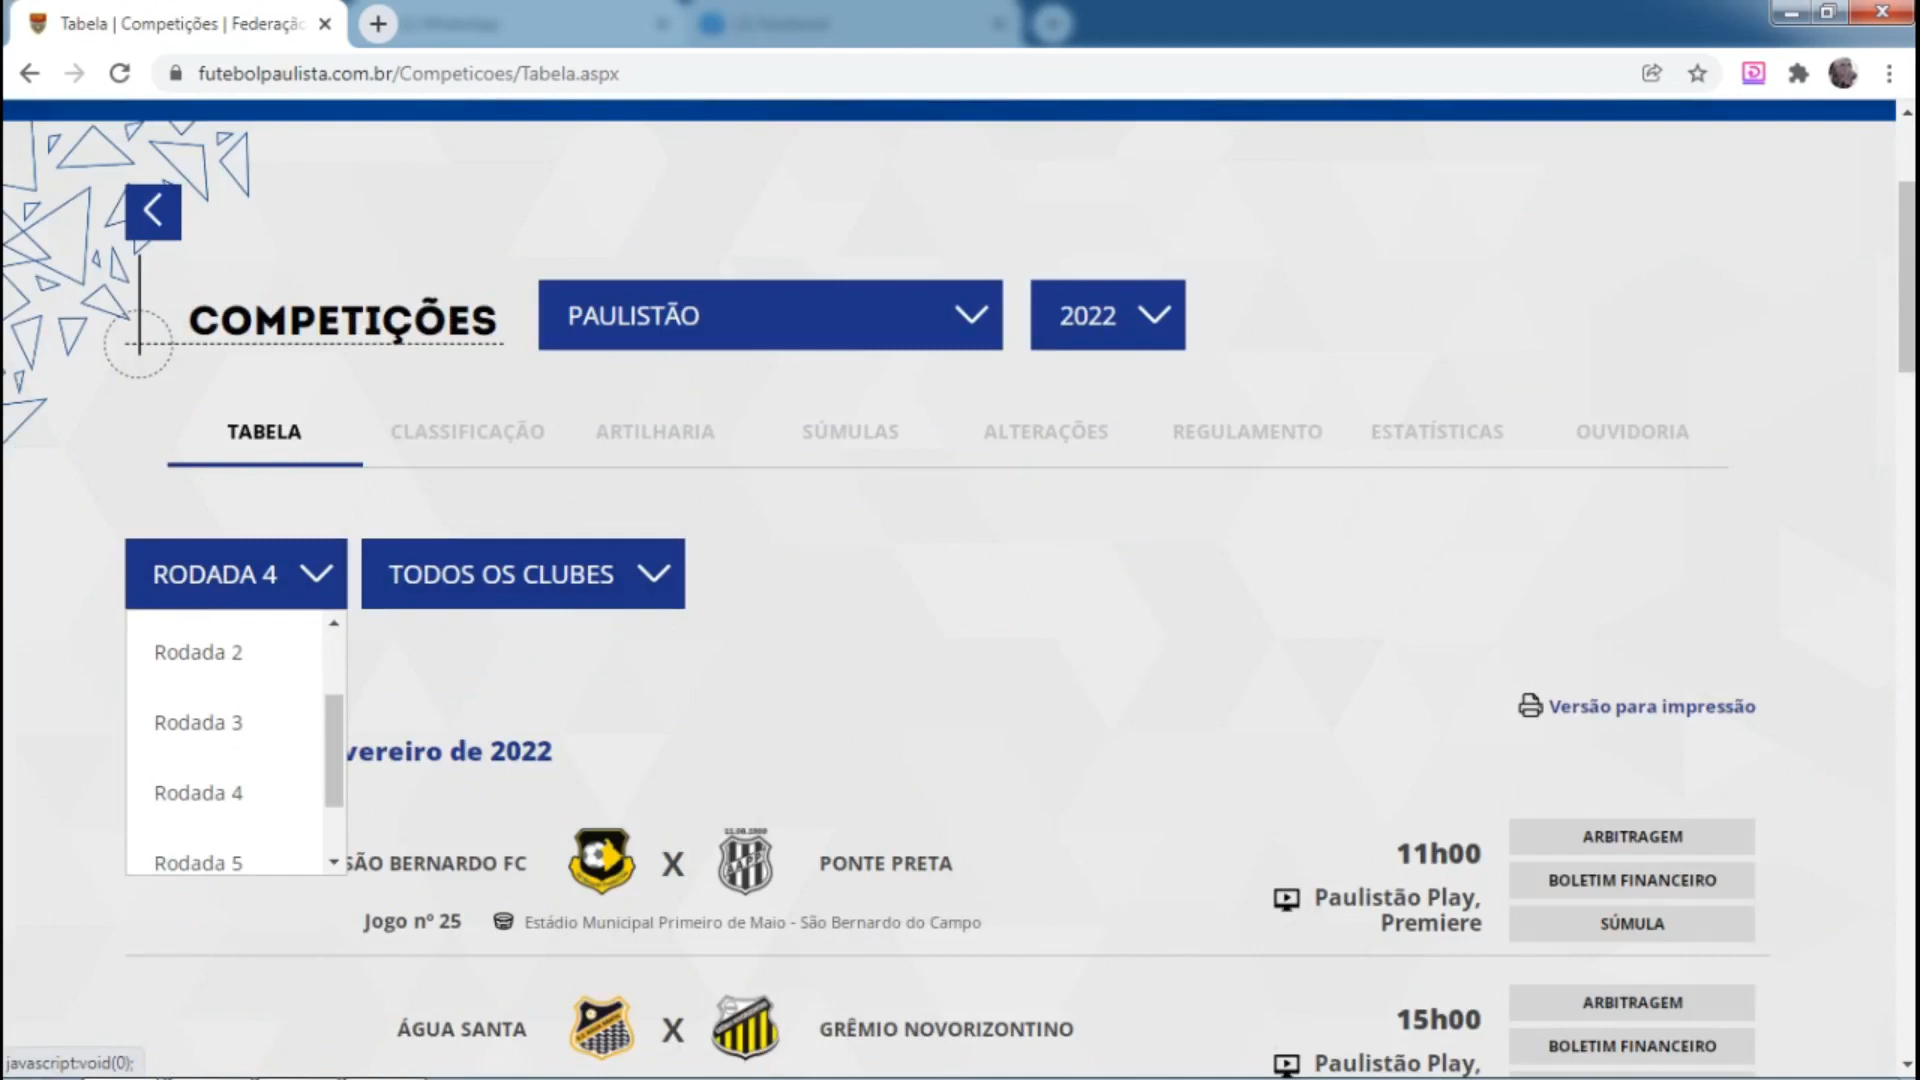 Tabela | Competições | Federação
futebolpaulista.com.br/Competicoes/Tabela.aspx
COMPETIÇÕES
PAULISTÃO
2022
TABELA
CLASSIFICAÇÃO
ARTILHARIA
SÚMULAS
ALTERAÇÕES
REGULAMENTO
ESTATÍSTICAS
OUVIDORIA
RODADA 4
TODOS OS CLUBES
Rodada 2
Rodada 3
Rodada 4
Rodada 5
Versão para impressão
vereiro de 2022
SÃO BERNARDO FC
X
PONTE PRETA
11h00
Paulistão Play,
Premiere
ARBITRAGEM
BOLETIM FINANCEIRO
SÚMULA
Jogo nº 25
Estádio Municipal Primeiro de Maio - São Bernardo do Campo
ÁGUA SANTA
X
GRÊMIO NOVORIZONTINO
15h00
Paulistão Play,
ARBITRAGEM
BOLETIM FINANCEIRO
javascript:void(0);